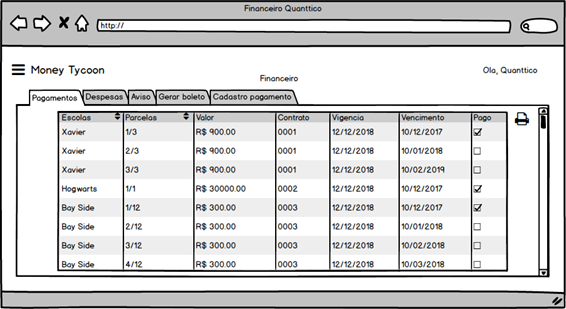 Financeiro Quanttico
http://
Money Tycoon
Ola, Quanttico
Financeiro
Pagamentos Despesas Aviso Gerar boleto Cadastro pagamento
Escolas Parcelas Valor Contrato Vigencia Vencimento Pago
Xavier 1/3 R$ 900.00 0001 12/12/2018 10/12/2017
Xavier 2/3 R$ 900.00 0001 12/12/2018 10/01/2018
Xavier 3/3 R$ 900.00 0001 12/12/2018 10/02/2019
Hogwarts 1/1 R$ 30000.00 0002 12/12/2018 10/12/2017
Bay Side 1/12 R$ 300.00 0003 12/12/2018 10/12/2017
Bay Side 2/12 R$ 300.00 0003 12/12/2018 10/01/2018
Bay Side 3/12 R$ 300.00 0003 12/12/2018 10/02/2018
Bay Side 4/12 R$ 300.00 0003 12/12/2018 10/03/2018